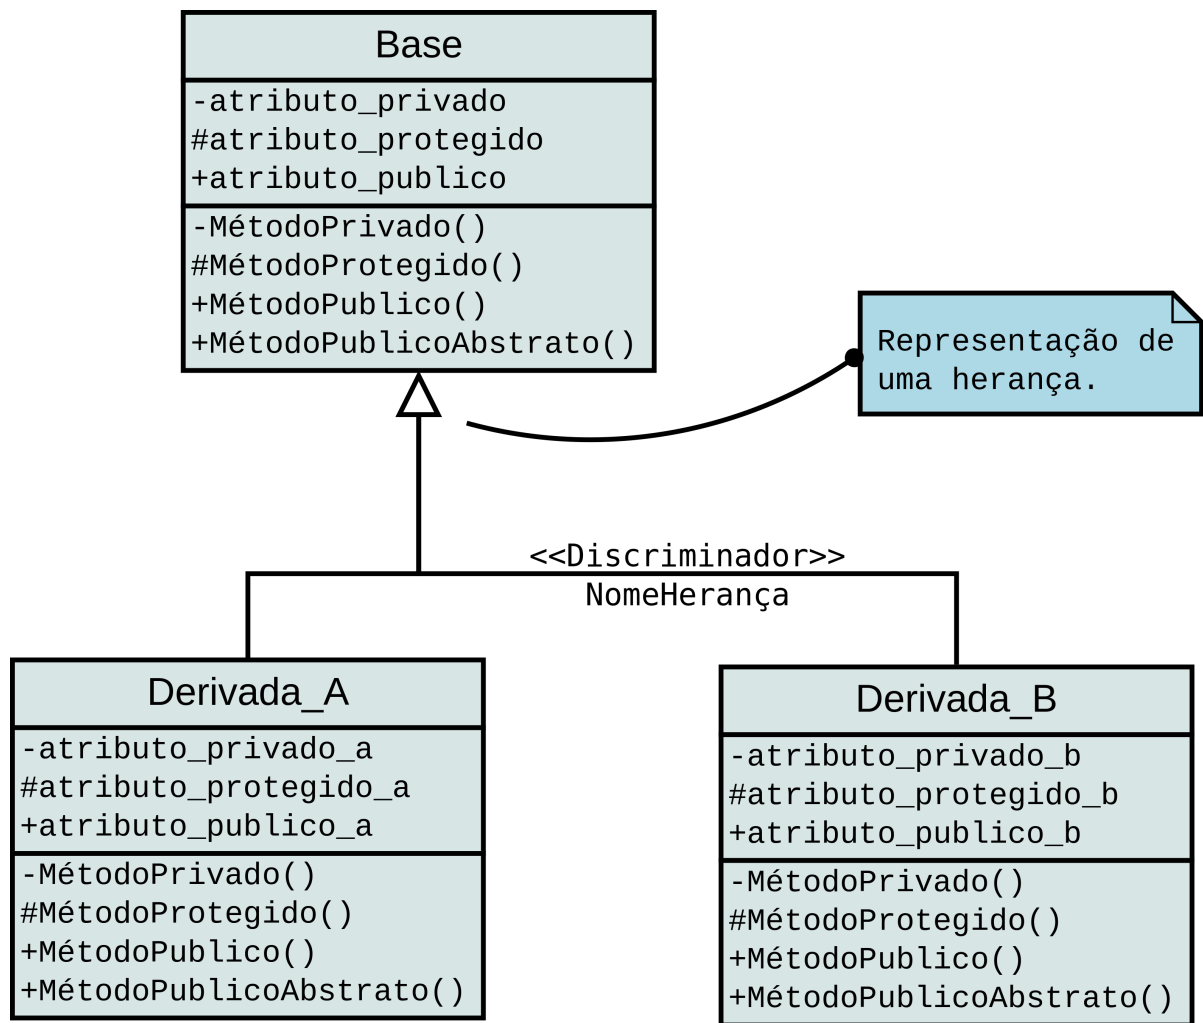 Base
-atributo_privado
#atributo_protegido
+atributo_publico
-MétodoPrivado()
#MétodoProtegido()
+MétodoPublico()
+MétodoPublicoAbstrato()
Representação de
uma herança.
<<Discriminador>>
NomeHerança
Derivada_A
-atributo_privado_a
#atributo_protegido_a
+atributo_publico_a
-MétodoPrivado()
#MétodoProtegido()
+MétodoPublico()
+MétodoPublicoAbstrato()
Derivada_B
-atributo_privado_b
#atributo_protegido_b
+atributo_publico_b
-MétodoPrivado()
#MétodoProtegido()
+MétodoPublico()
+MétodoPublicoAbstrato()